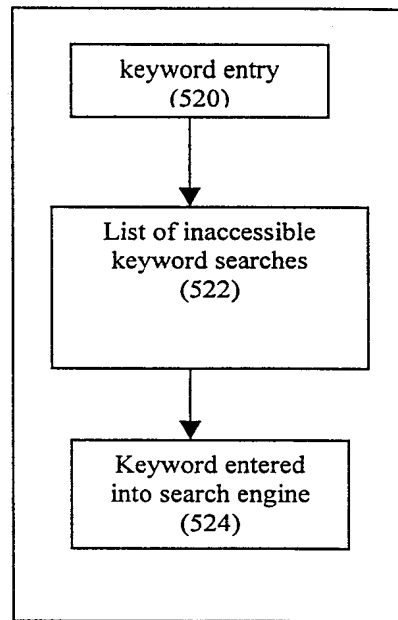 keyword entry
(520)
List of inaccessible
keyword searches
(522)
Keyword entered
into search engine
(524)